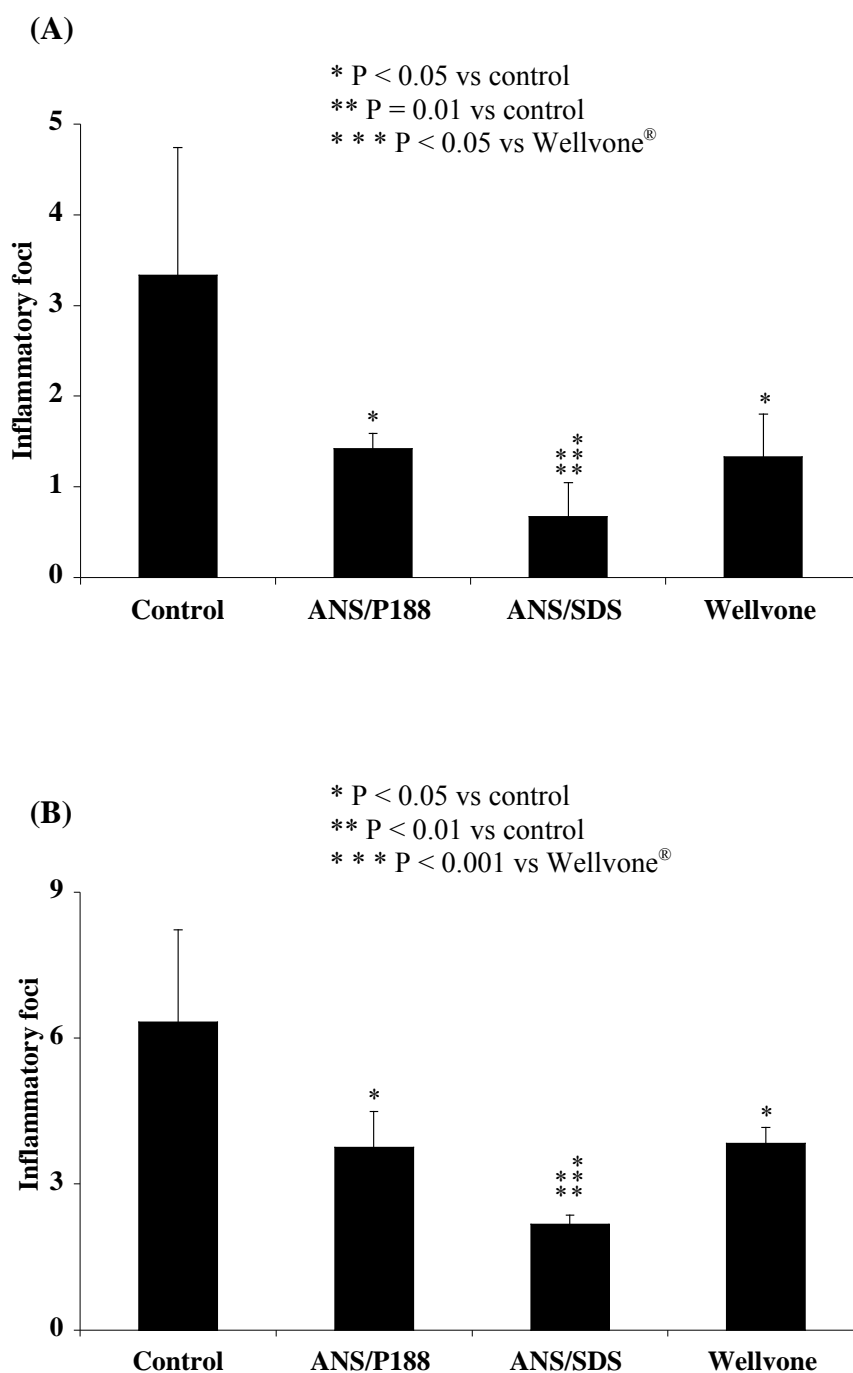 (A)
* P < 0.05 vs control
** P = 0.01 vs control
* * * P < 0.05 vs Wellvone®
Inflammatory foci
5
4
3
2
1
0
*
*
**
**
*
Control ANS/P188 ANS/SDS Wellvone
(B)
* P < 0.05 vs control
** P < 0.01 vs control
* * * P < 0.001 vs Wellvone®
Inflammatory foci
9
6
3
0
*
*
**
**
*
Control ANS/P188 ANS/SDS Wellvone